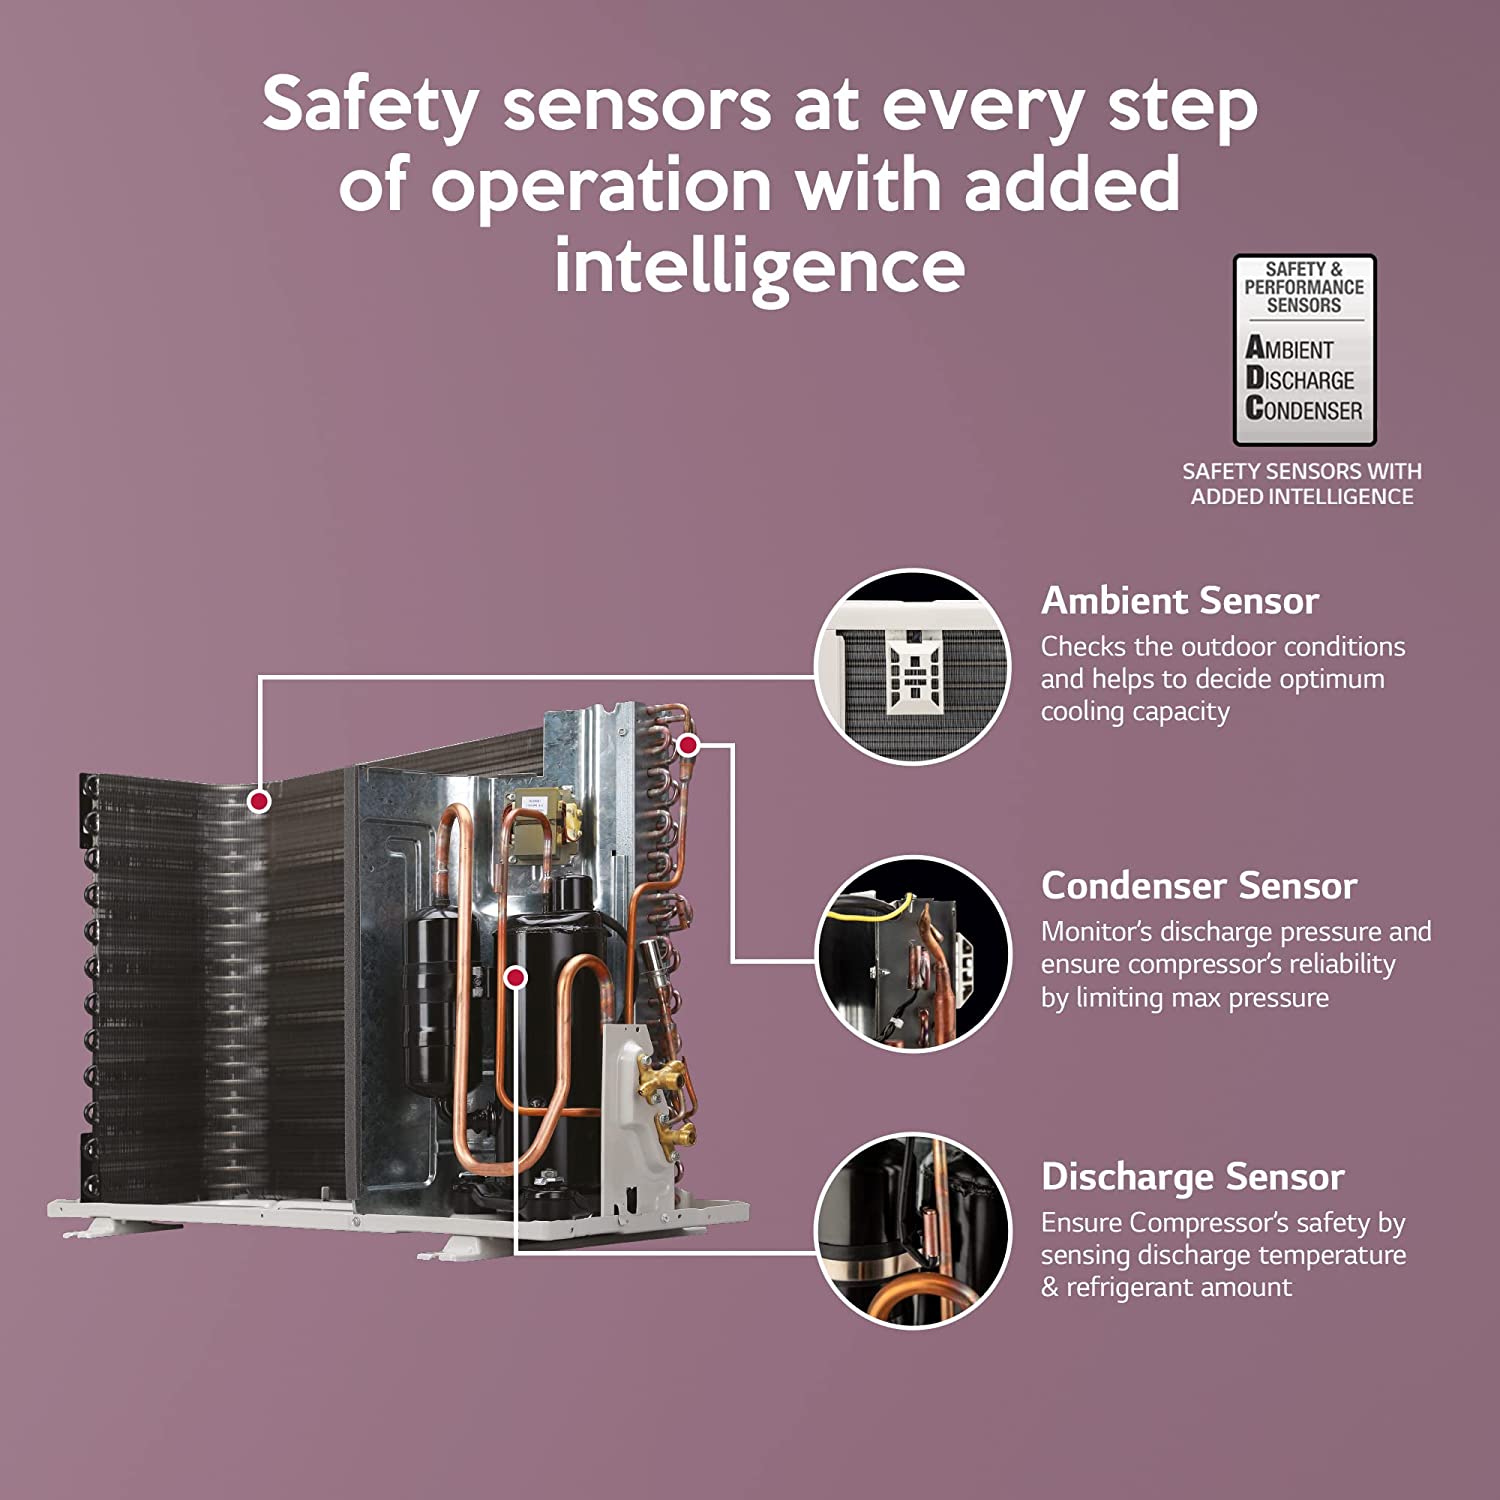 Safety sensors at every step
of operation with added
intelligence
SAFETY &
PERFORMANCE
SENSORS
AMBIENT
DISCHARGE
CONDENSER
SAFETY SENSORS WITH
ADDED INTELLIGENCE
Ambient Sensor
Checks the outdoor conditions
and helps to decide optimum
cooling capacity
Condenser Sensor
Monitor's discharge pressure and
ensure compressor's reliability
by limiting max pressure
Discharge Sensor
Ensure Compressor's safety by
sensing discharge temperature
& refrigerant amount